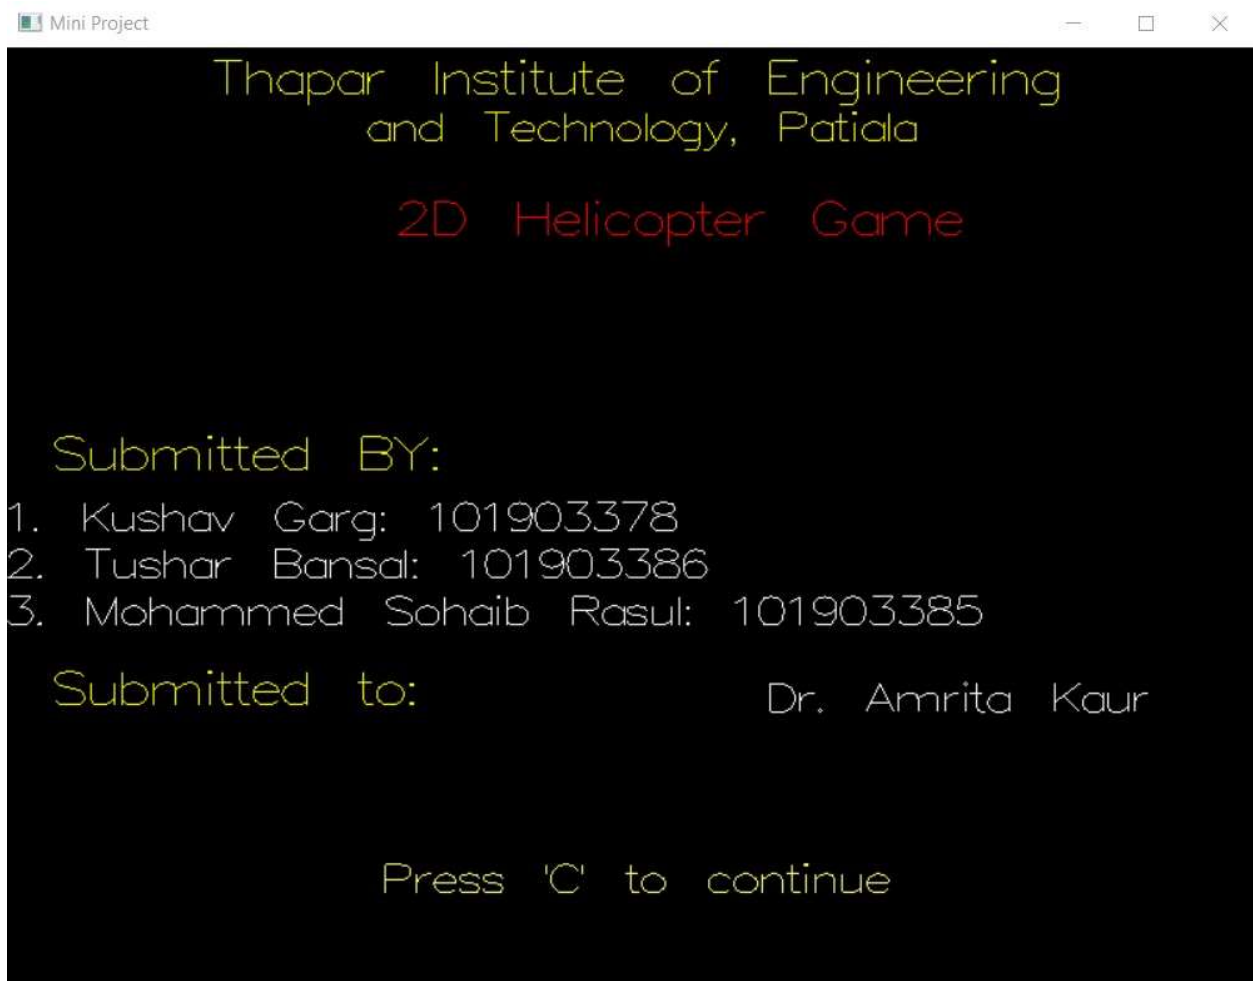 Mini Project
Thapar Institute of Engineering
and Technology, Patiala
2D Helicopter Game
Submitted BY:
1. Kushav Garg: 101903378
2. Tushar Bansal: 101903386
3. Mohammed Sohaib Rasul: 101903385
Submitted to: Dr. Amrita Kaur
Press 'C' to continue